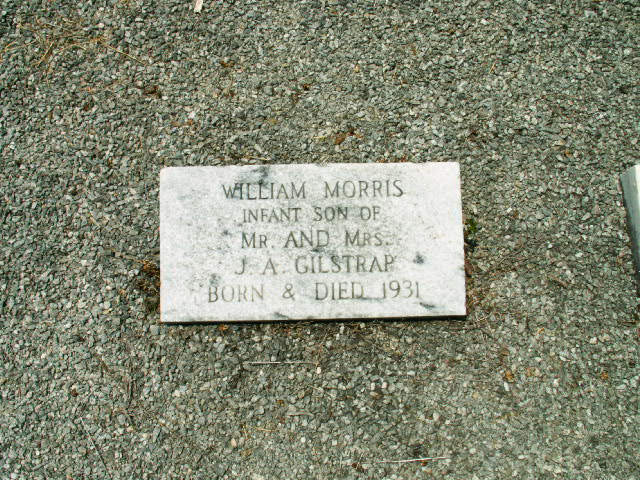 WILLIAM MORRIS
INFANT SON OF
MR. AND MRS.
J. A. GILSTRAP
BORN & DIED 1931